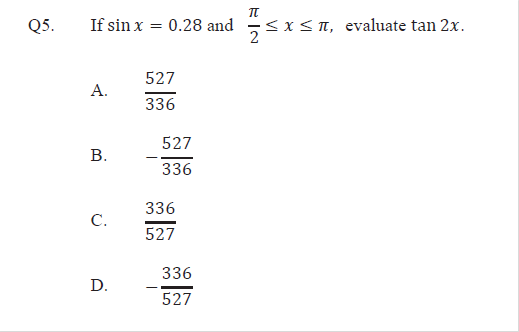 Q5. If sin x = 0.28 and π/2 ≤ x ≤ π, evaluate tan 2x.
A. 527/336
B. −527/336
C. 336/527
D. −336/527